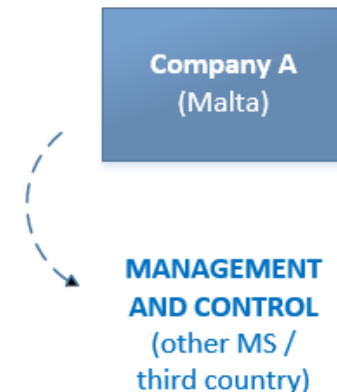 Company A
(Malta)
MANAGEMENT
AND CONTROL
(other MS /
third country)